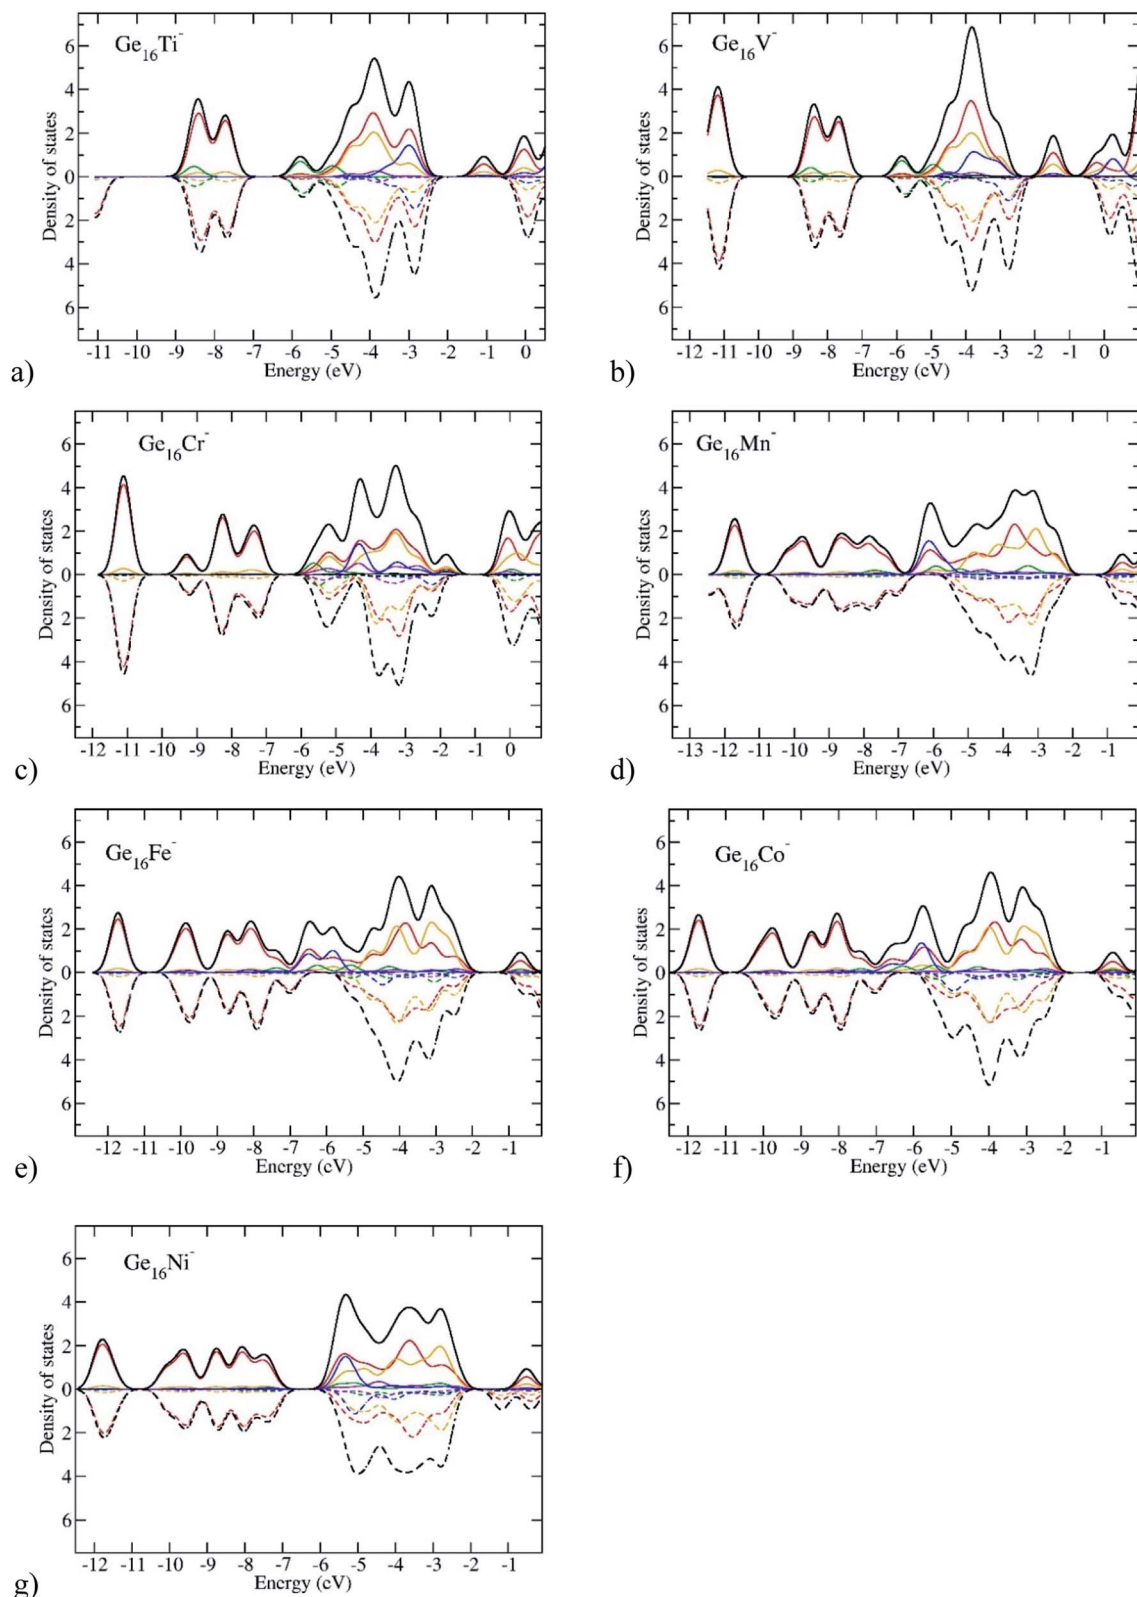 Ge16Ti-
Density of states
6
4
2
0
2
4
6
-11 -10 -9 -8 -7 -6 -5 -4 -3 -2 -1 0
Energy (eV)
a)
Ge16V-
Density of states
6
4
2
0
2
4
6
-12 -11 -10 -9 -8 -7 -6 -5 -4 -3 -2 -1 0
Energy (cV)
b)
Ge16Cr-
Density of statcs
6
4
2
0
2
4
6
-12 -11 -10 -9 -8 -7 -6 -5 -4 -3 -2 -1 0
Energy (eV)
c)
Ge16Mn-
Density of states
6
4
2
0
2
4
6
-13 -12 -11 -10 -9 -8 -7 -6 -5 -4 -3 -2 -1
Energy (eV)
d)
Ge16Fe-
Density of statcs
6
4
2
0
2
4
6
-12 -11 -10 -9 -8 -7 -6 -5 -4 -3 -2 -1
Energy (cV)
e)
Ge16Co-
Density of states
6
4
2
0
2
4
6
-12 -11 -10 -9 -8 -7 -6 -5 -4 -3 -2 -1
Energy (eV)
f)
Ge16Ni-
Density of states
6
4
2
0
2
4
6
-12 -11 -10 -9 -8 -7 -6 -5 -4 -3 -2 -1
Energy (eV)
g)